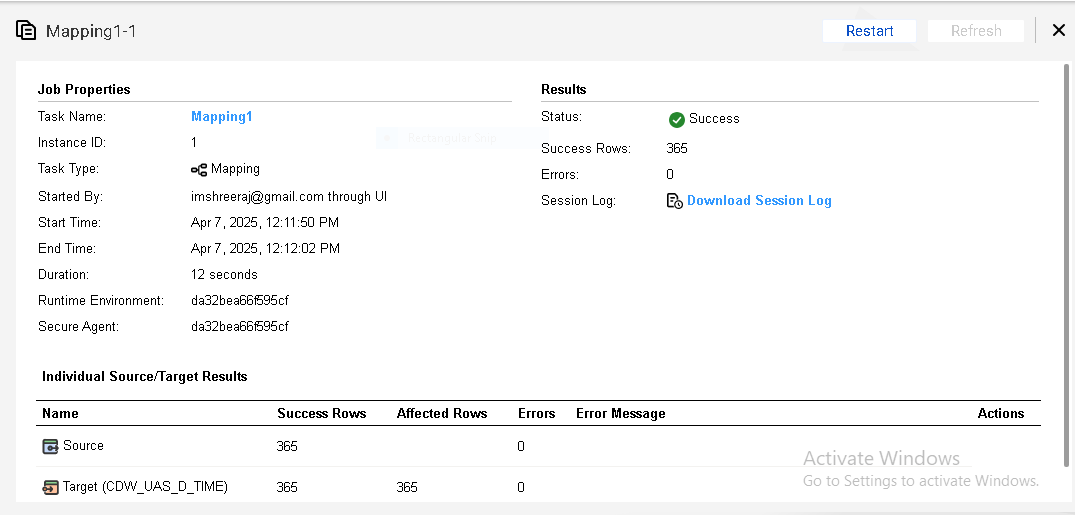 Mapping1-1
Restart
Refresh
Job Properties
Task Name: Mapping1
Instance ID: 1
Task Type: Mapping
Started By: imshreeraj@gmail.com through UI
Start Time: Apr 7, 2025, 12:11:50 PM
End Time: Apr 7, 2025, 12:12:02 PM
Duration: 12 seconds
Runtime Environment: da32bea66f595cf
Secure Agent: da32bea66f595cf
Rectangular Snip
Results
Status: Success
Success Rows: 365
Errors: 0
Session Log: Download Session Log
Individual Source/Target Results
Name Success Rows Affected Rows Errors Error Message Actions
Source 365 0
Target (CDW_UAS_D_TIME) 365 365 0
Activate Windows
Go to Settings to activate Windows.